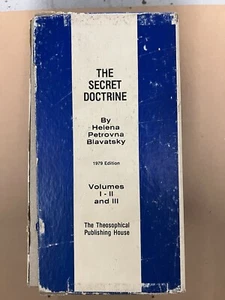 THE
SECRET
DOCTRINE
By
Helena
Petrovna
Blavatsky
1979 Edition
Volumes
I - II
and III
The Theosophical
Publishing House